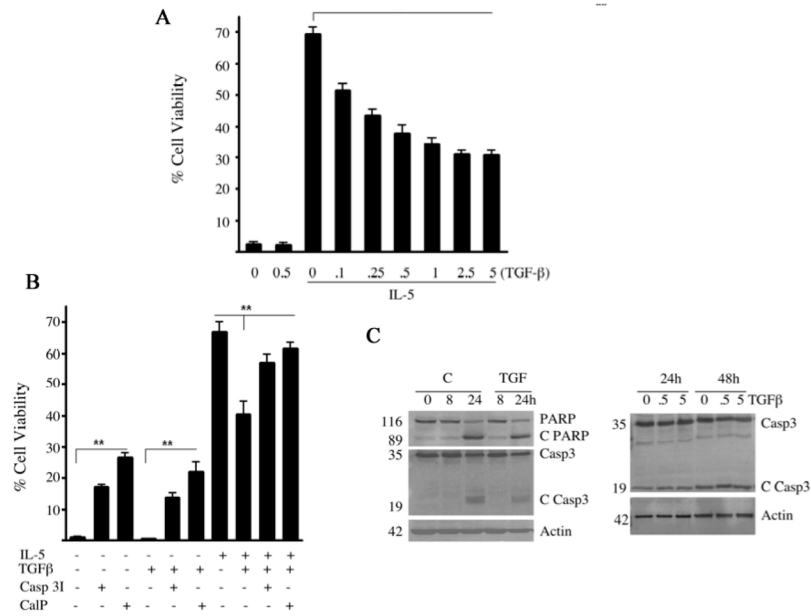 A
% Cell Viability
70
60
50
40
30
20
10
0 0.5 0 .1 .25 .5 1 2.5 5 (TGF-β)
IL-5
B
% Cell Viability
70
60
50
40
30
20
10
** ** **
IL-5 - - - - - - + + + +
TGFβ - - - + + + - + + +
Casp 3I - + - - + - - - + -
CalP - - + - - + - - - +
C
C TGF
0 8 24 8 24h
116 PARP
89 C PARP
35 Casp3
19 C Casp3
42 Actin
24h 48h
0 .5 5 0 .5 5 TGFβ
35 Casp3
19 C Casp3
42 Actin